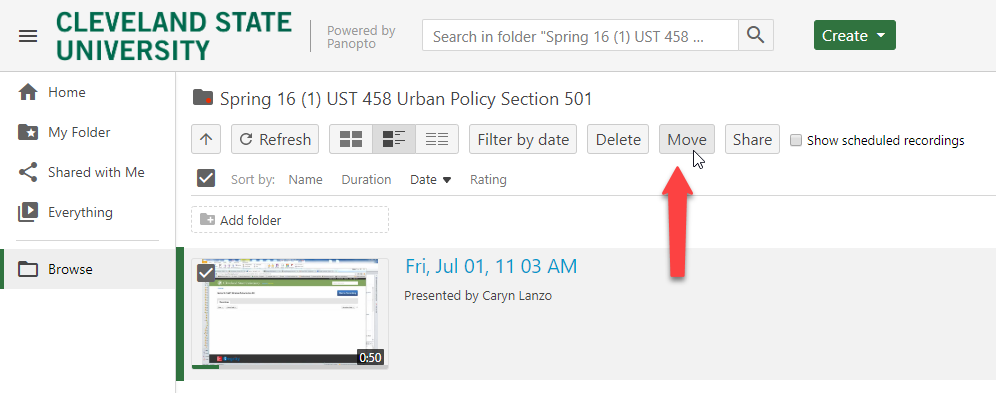 CLEVELAND STATE
UNIVERSITY
Powered by
Panopto
Search in folder "Spring 16 (1) UST 458 ...
Create
Home
My Folder
Shared with Me
Everything
Browse
Spring 16 (1) UST 458 Urban Policy Section 501
Refresh
Filter by date
Delete
Move
Share
Show scheduled recordings
Sort by: Name Duration Date Rating
Add folder
Fri, Jul 01, 11 03 AM
Presented by Caryn Lanzo
0:50